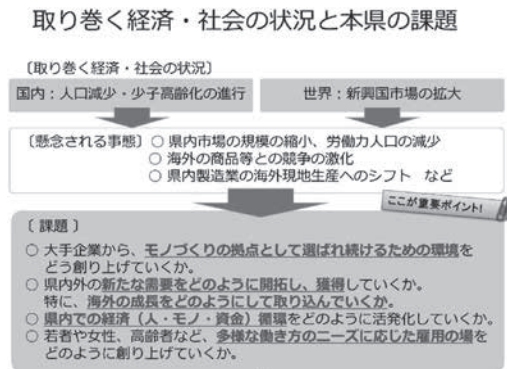 取り巻く経済・社会の状況と本県の課題
〔取り巻く経済・社会の状況〕
国内：人口減少・少子高齢化の進行
世界：新興国市場の拡大
〔懸念される事態〕○ 県内市場の規模の縮小、労働力人口の減少
○ 海外の商品等との競争の激化
○ 県内製造業の海外現地生産へのシフト など
ここが重要ポイント!
〔 課題 〕
○ 大手企業から、モノづくりの拠点として選ばれ続けるための環境を
どう創り上げていくか。
○ 県内外の新たな需要をどのように開拓し、獲得していくか。
特に、海外の成長をどのようにして取り込んでいくか。
○ 県内での経済（人・モノ・資金）循環をどのように活発化していくか。
○ 若者や女性、高齢者など、多様な働き方のニーズに応じた雇用の場を
どのように創り上げていくか。